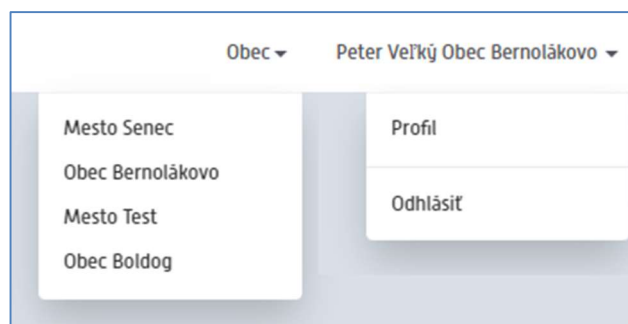 Obec
Peter Veľký Obec Bernolákovo
Mesto Senec
Obec Bernolákovo
Mesto Test
Obec Boldog
Profil
Odhlásiť